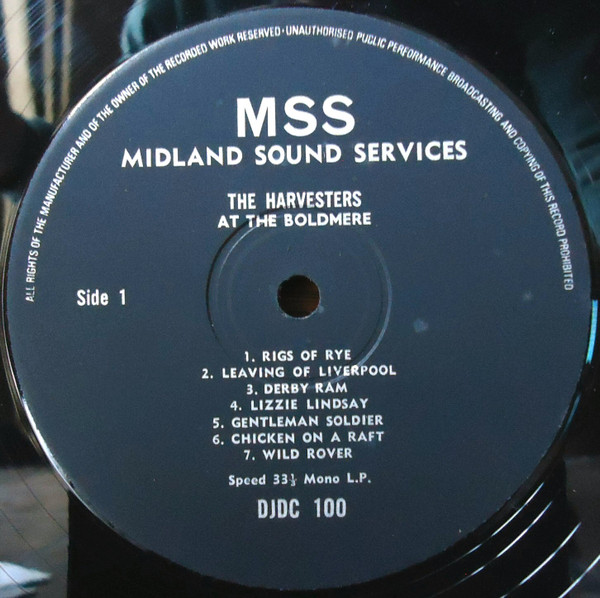 ALL RIGHTS OF THE MANUFACTURER AND OF THE OWNER OF THE RECORDED WORK RESERVED · UNAUTHORISED PUBLIC PERFORMANCE BROADCASTING AND COPYING OF THIS RECORD PROHIBITED
MSS
MIDLAND SOUND SERVICES
THE HARVESTERS
AT THE BOLDMERE
Side 1
1. RIGS OF RYE
2. LEAVING OF LIVERPOOL
3. DERBY RAM
4. LIZZIE LINDSAY
5. GENTLEMAN SOLDIER
6. CHICKEN ON A RAFT
7. WILD ROVER
Speed 33⅓ Mono L.P.
DJDC 100